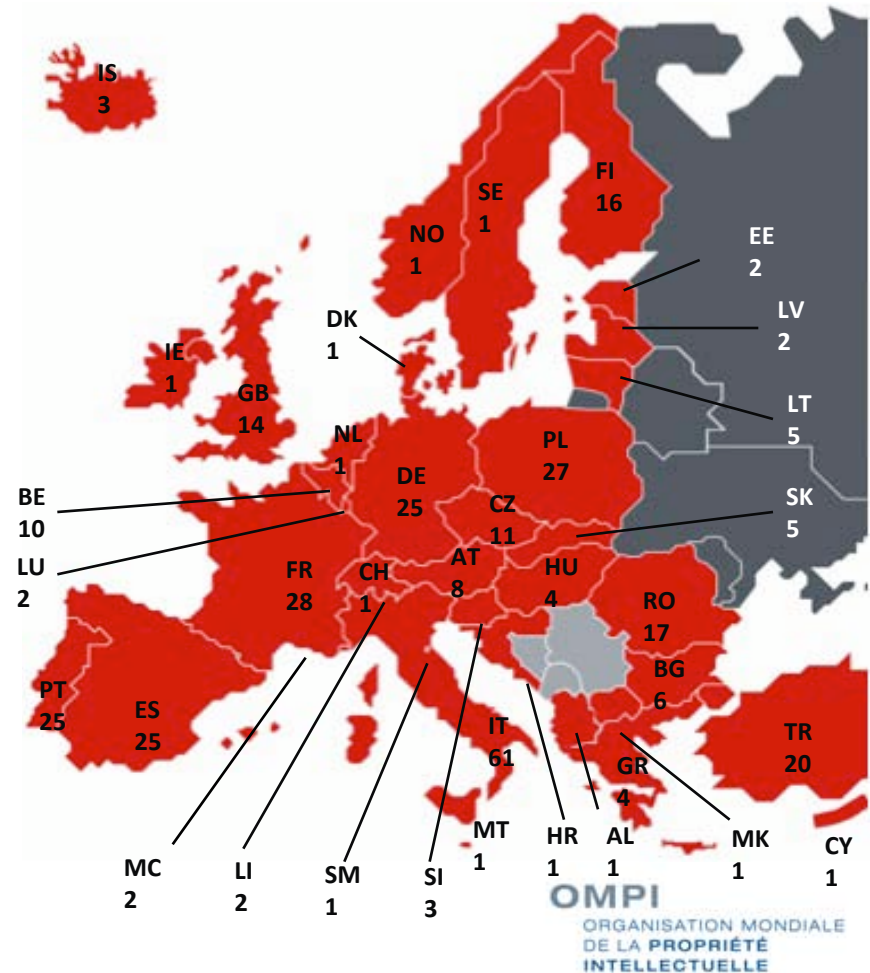 IS
3
FI
16
SE
1
NO
1
EE
2
LV
2
DK
1
IE
1
GB
14
LT
5
NL
1
PL
27
DE
25
BE
10
CZ
11
SK
5
LU
2
FR
28
CH
1
AT
8
HU
4
RO
17
PT
25
ES
25
BG
6
IT
61
TR
20
GR
4
MC
2
LI
2
SM
1
SI
3
MT
1
HR
1
AL
1
MK
1
CY
1
OMPI
ORGANISATION MONDIALE
DE LA PROPRIÉTÉ
INTELLECTUELLE